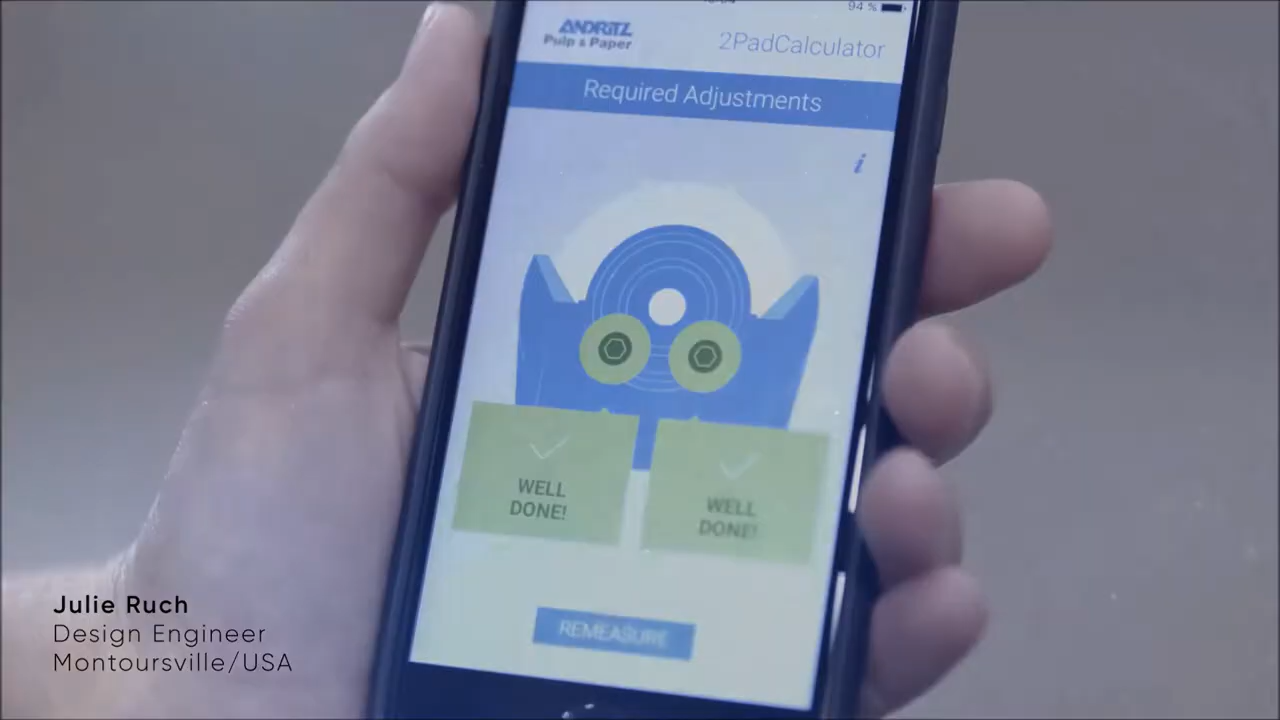 94 %
ANDRITZ
Pulp & Paper
2PadCalculator
Required Adjustments
i
WELL
DONE!
WELL
DONE!
REMEASURE
Julie Ruch
Design Engineer
Montoursville/USA